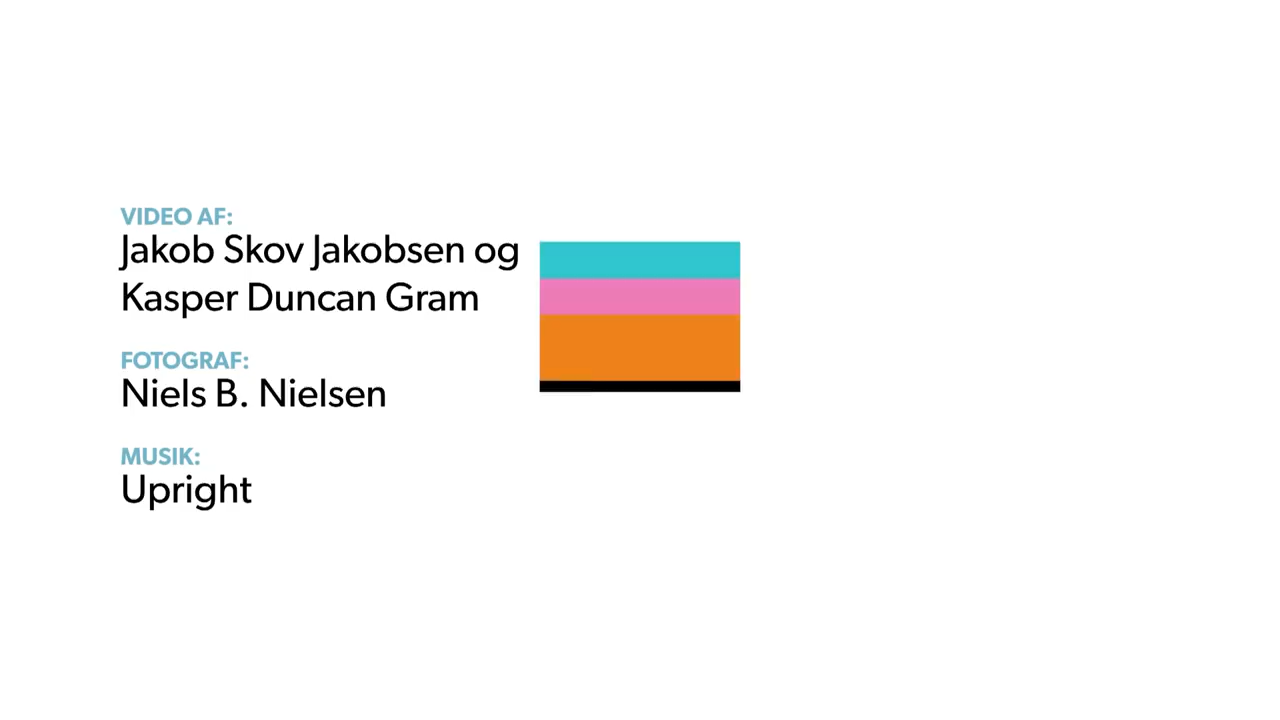 VIDEO AF:
Jakob Skov Jakobsen og
Kasper Duncan Gram
FOTOGRAF:
Niels B. Nielsen
MUSIK:
Upright